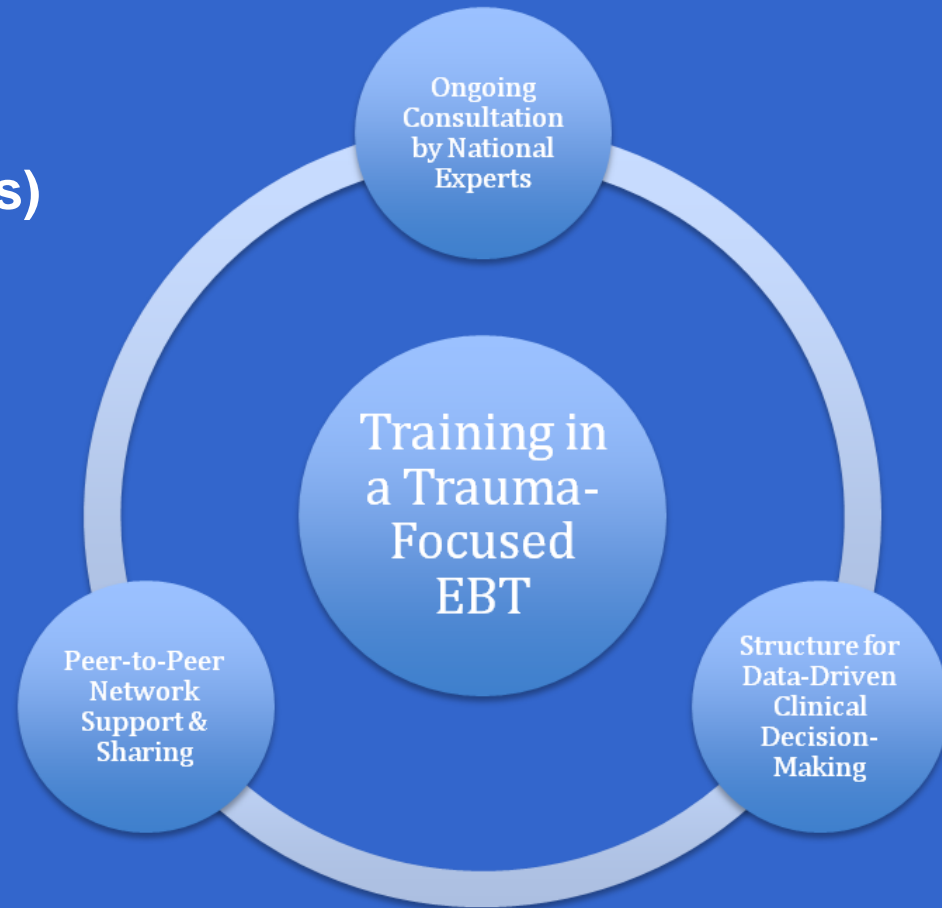 Ongoing
Consultation
by National
Experts
s)
Training in
a Trauma-
Focused
EBT
Peer-to-Peer
Network
Support &
Sharing
Structure for
Data-Driven
Clinical
Decision-
Making